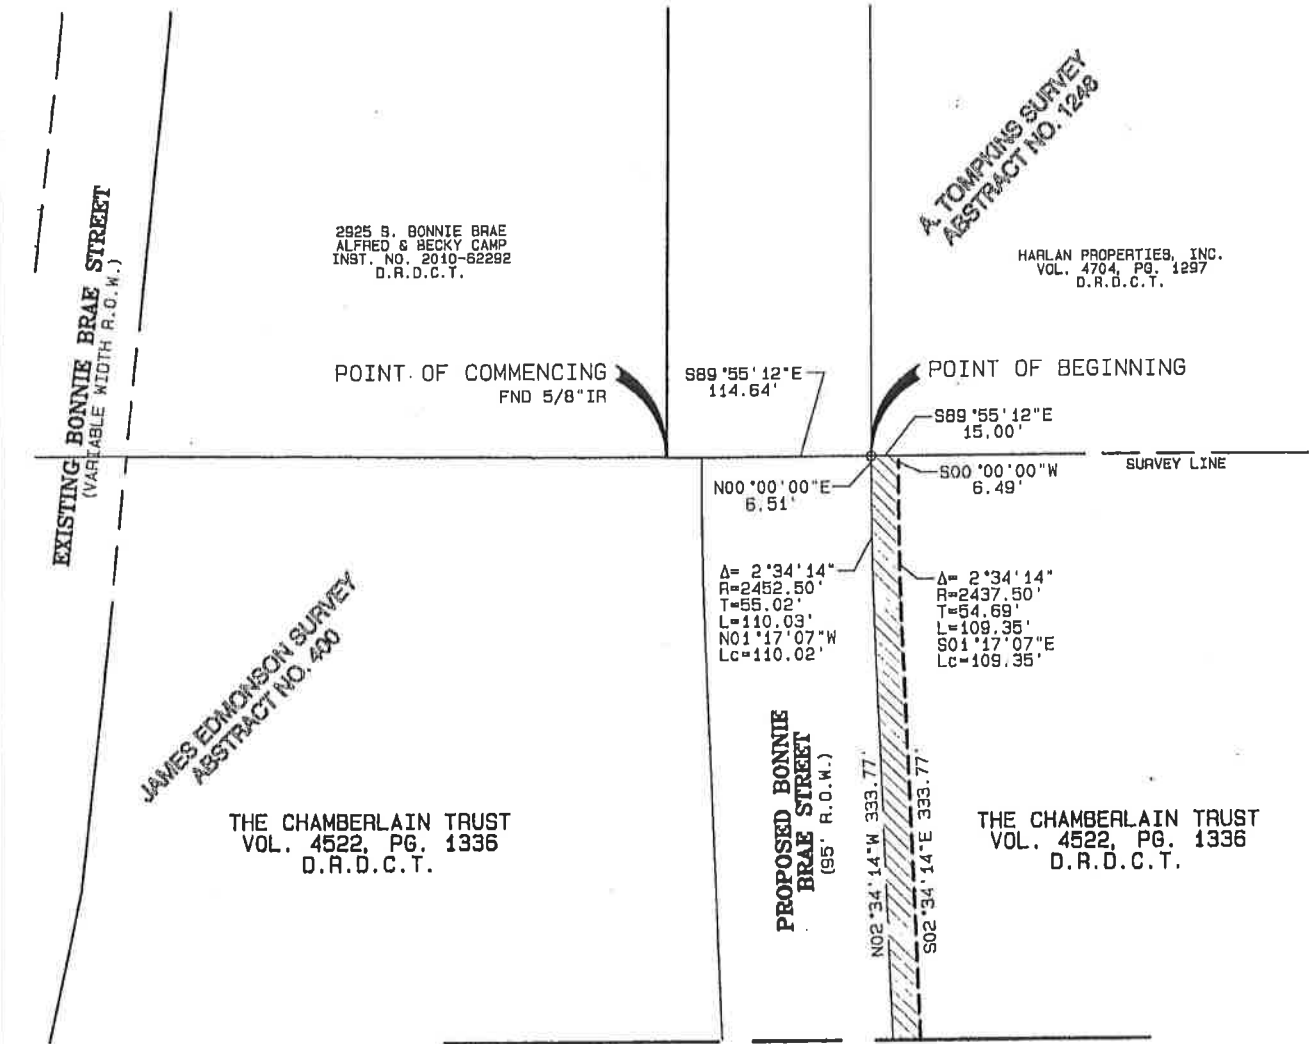 A. TOMPKINS SURVEY
ABSTRACT NO. 1248
2925 S. BONNIE BRAE
ALFRED & BECKY CAMP
INST. NO. 2010-62292
D.R.D.C.T.
HARLAN PROPERTIES, INC.
VOL. 4704, PG. 1297
D.R.D.C.T.
EXISTING BONNIE BRAE STREET
(VARIABLE WIDTH R.O.W.)
POINT OF COMMENCING
FND 5/8"IR
S89°55'12"E
114.64'
POINT OF BEGINNING
S89°55'12"E
15.00'
SURVEY LINE
N00°00'00"E
6.51'
S00°00'00"W
6.49'
Δ= 2°34'14"
R=2452.50'
T=55.02'
L=110.03'
N01°17'07"W
Lc=110.02'
Δ= 2°34'14"
R=2437.50'
T=54.69'
L=109.35'
S01°17'07"E
Lc=109.35'
JAMES EDMONSON SURVEY
ABSTRACT NO. 400
THE CHAMBERLAIN TRUST
VOL. 4522, PG. 1336
D.R.D.C.T.
PROPOSED BONNIE
BRAE STREET
(95' R.O.W.)
N02°34'14"W 333.77'
S02°34'14"E 333.77'
THE CHAMBERLAIN TRUST
VOL. 4522, PG. 1336
D.R.D.C.T.